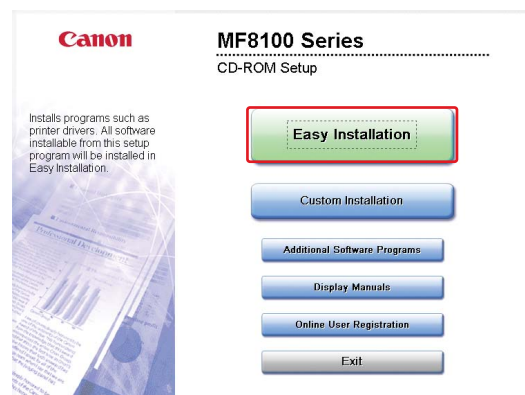 Canon
MF8100 Series
CD-ROM Setup
Installs programs such as
printer drivers. All software
installable from this setup
program will be installed in
Easy Installation.
Easy Installation
Custom Installation
Additional Software Programs
Display Manuals
Online User Registration
Exit